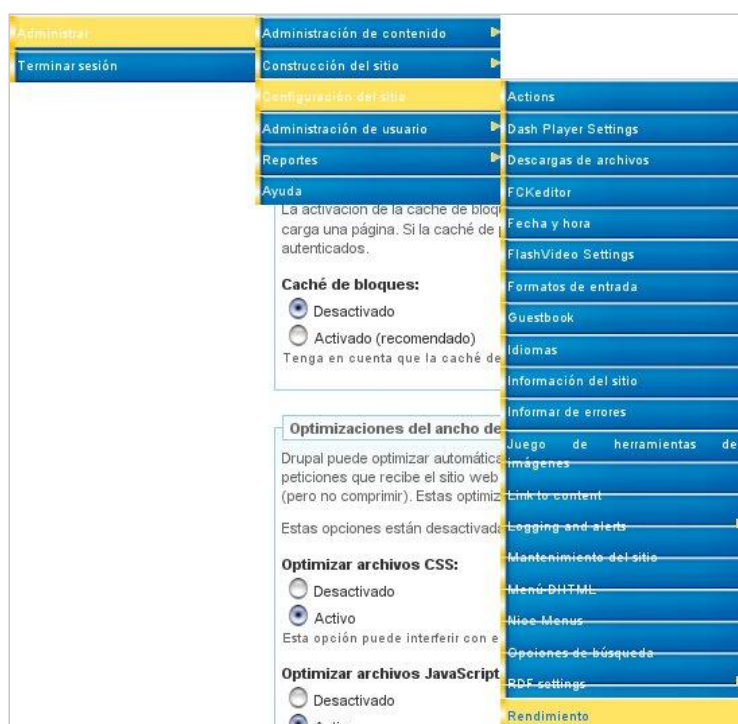 Administrar
Terminar sesión
Administración de contenido
Construcción del sitio
Configuración del sitio
Administración de usuario
Reportes
Ayuda
Actions
Dash Player Settings
Descargas de archivos
FCKeditor
Fecha y hora
FlashVideo Settings
Formatos de entrada
Guestbook
Idiomas
Información del sitio
Informar de errores
Juego de herramientas de
imágenes
Link to content
Logging and alerts
Mantenimiento del sitio
Menú DHTML
Nice Menus
Opciones de búsqueda
RDF settings
Rendimiento
La activación de la caché de bloq
carga una página. Si la caché de
autenticados.
Caché de bloques:
Desactivado
Activado (recomendado)
Tenga en cuenta que la caché de
Optimizaciones del ancho de
Drupal puede optimizar automática
peticiones que recibe el sitio web
(pero no comprimir). Estas optimiz
Estas opciones están desactivada
Optimizar archivos CSS:
Desactivado
Activo
Esta opción puede interferir con e
Optimizar archivos JavaScript
Desactivado